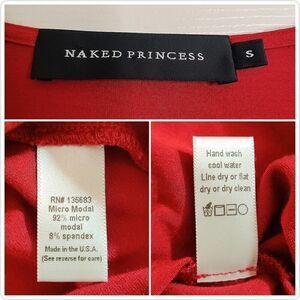 NAKED PRINCESS
S
RN# 135683
Micro Modal
92% micro
modal
8% spandex
Made in the U.S.A.
(See reverse for care)
Hand wash
cool water
Line dry or flat
dry or dry clean